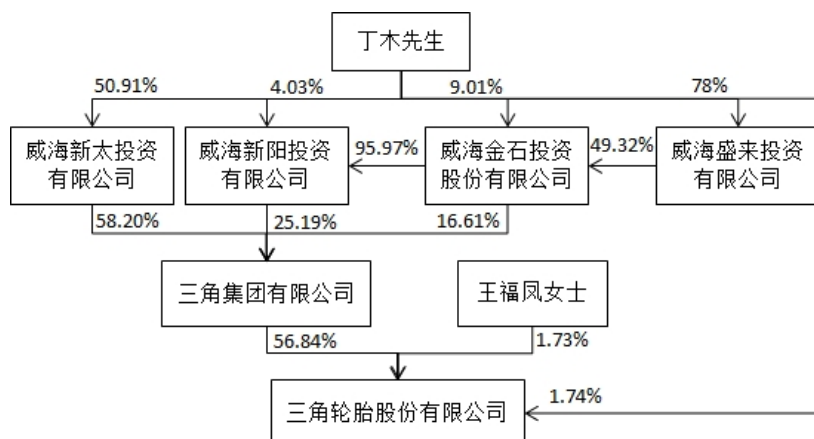 丁木先生
50.91%
4.03%
9.01%
78%
威海新太投资
有限公司
威海新阳投资
有限公司
95.97%
威海金石投资
股份有限公司
49.32%
威海盛来投资
有限公司
58.20%
25.19%
16.61%
三角集团有限公司
王福凤女士
56.84%
1.73%
三角轮胎股份有限公司
1.74%